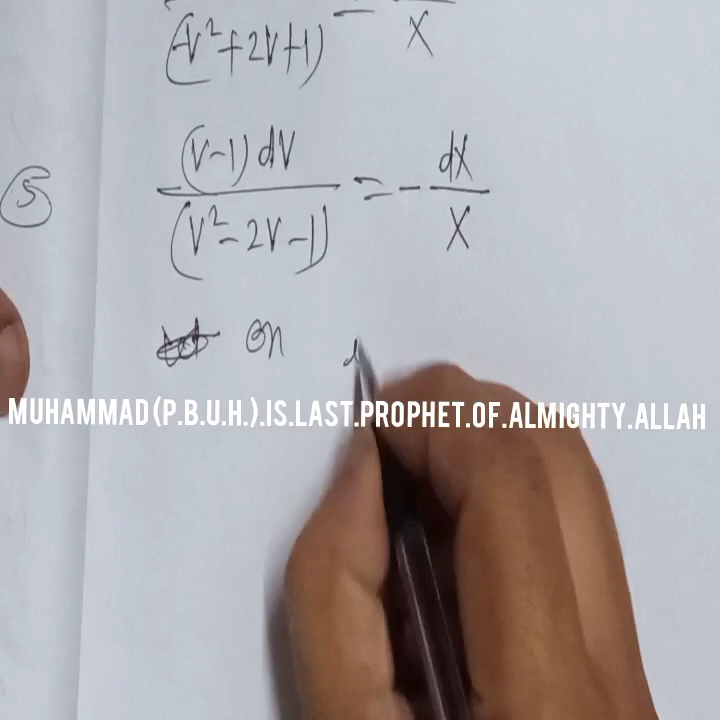 (-V²+2V+1) = X
(V-1) dV = - dX
⑤
(V²-2V-1) X
on d
MUHAMMAD(P.B.U.H.).IS.LAST.PROPHET.OF.ALMIGHTY.ALLAH